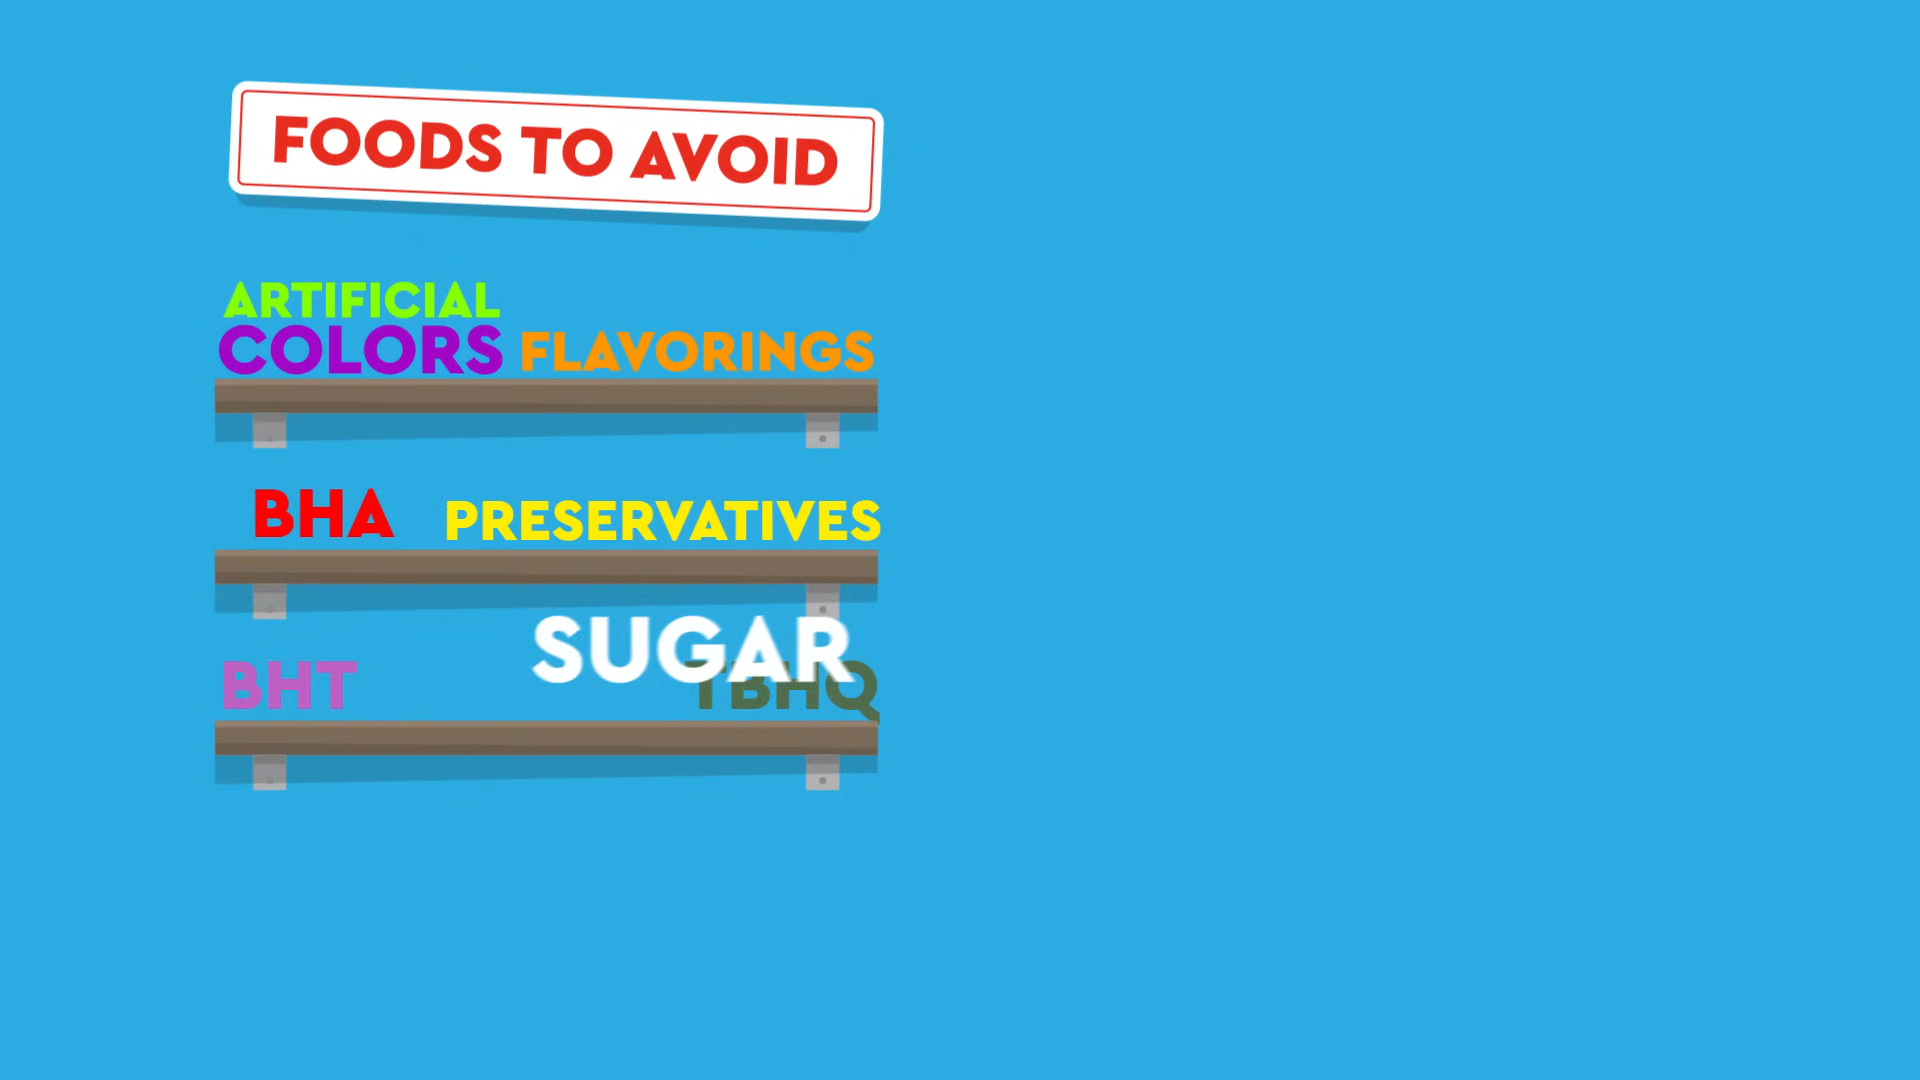 FOODS TO AVOID
ARTIFICIAL
COLORS FLAVORINGS
BHA PRESERVATIVES
SUGAR
BHT TBHQ